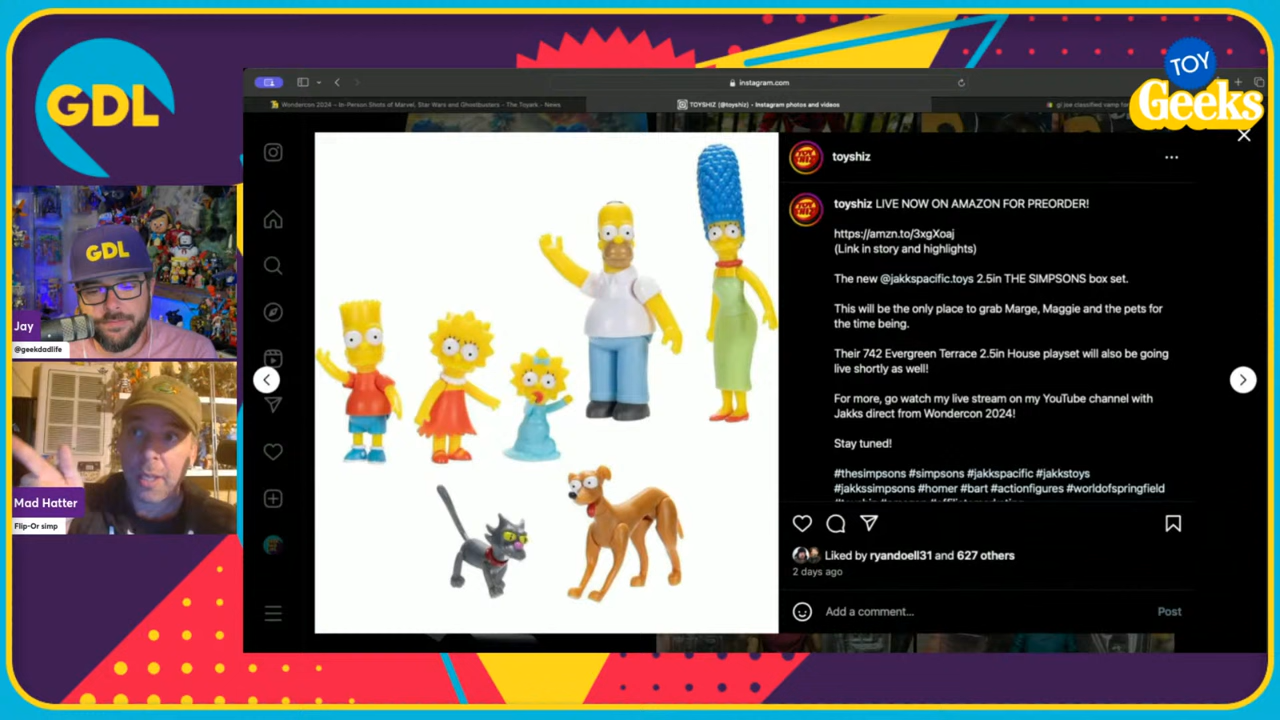 GDL
TOY
Geeks
instagram.com
Wondercon 2024 – In-Person Shots of Marvel, Star Wars and Ghostbusters - The Toyark - News
TOYSHIZ (@toyshiz) • Instagram photos and videos
gi joe classified vamp
toyshiz
toyshiz LIVE NOW ON AMAZON FOR PREORDER!
https://amzn.to/3xgXoaj
(Link in story and highlights)
The new @jakkspacific.toys 2.5in THE SIMPSONS box set.
This will be the only place to grab Marge, Maggie and the pets for
the time being.
Their 742 Evergreen Terrace 2.5in House playset will also be going
live shortly as well!
For more, go watch my live stream on my YouTube channel with
Jakks direct from Wondercon 2024!
Stay tuned!
#thesimpsons #simpsons #jakkspacific #jakkstoys
#jakkssimpsons #homer #bart #actionfigures #worldofspringfield
Liked by ryandoell31 and 627 others
2 days ago
Add a comment...
Post
GDL
Jay
@geekdadlife
Mad Hatter
Flip-Or simp